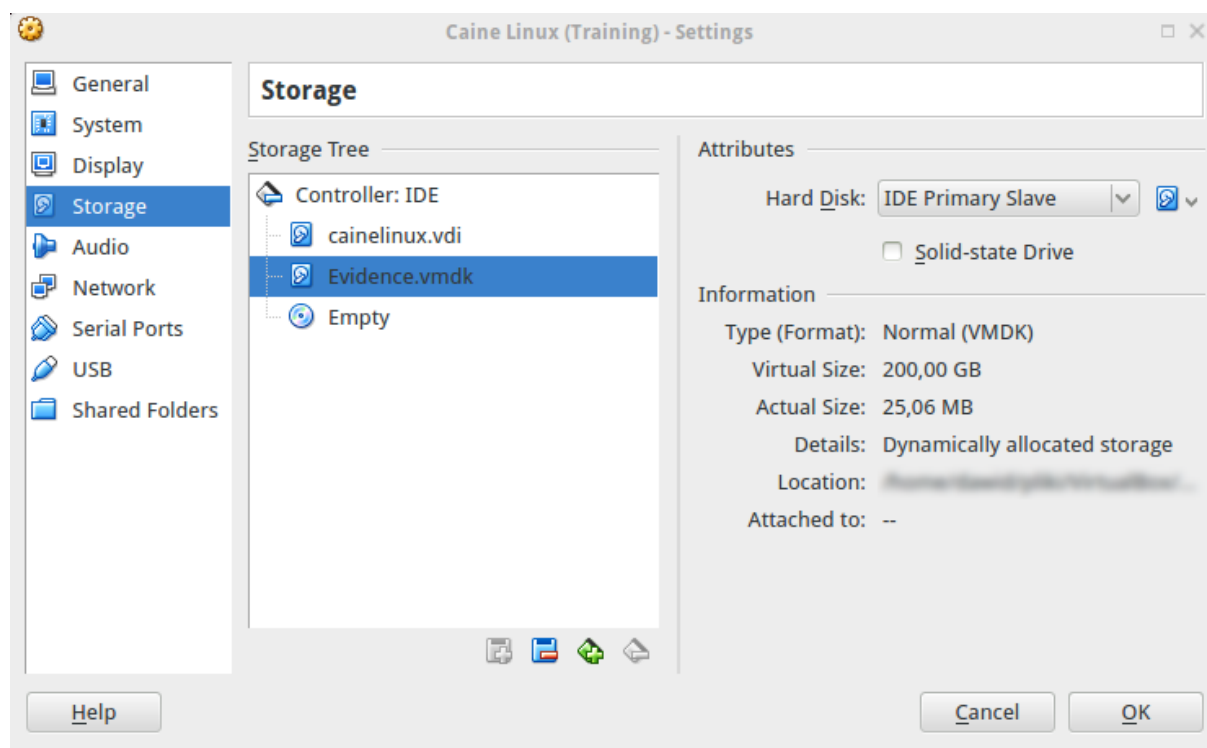 Caine Linux (Training) - Settings
General
System
Display
Storage
Audio
Network
Serial Ports
USB
Shared Folders
Storage
Storage Tree
Controller: IDE
cainelinux.vdi
Evidence.vmdk
Empty
Attributes
Hard Disk: IDE Primary Slave
Solid-state Drive
Information
Type (Format): Normal (VMDK)
Virtual Size: 200,00 GB
Actual Size: 25,06 MB
Details: Dynamically allocated storage
Location:
Attached to: --
Help
Cancel
OK